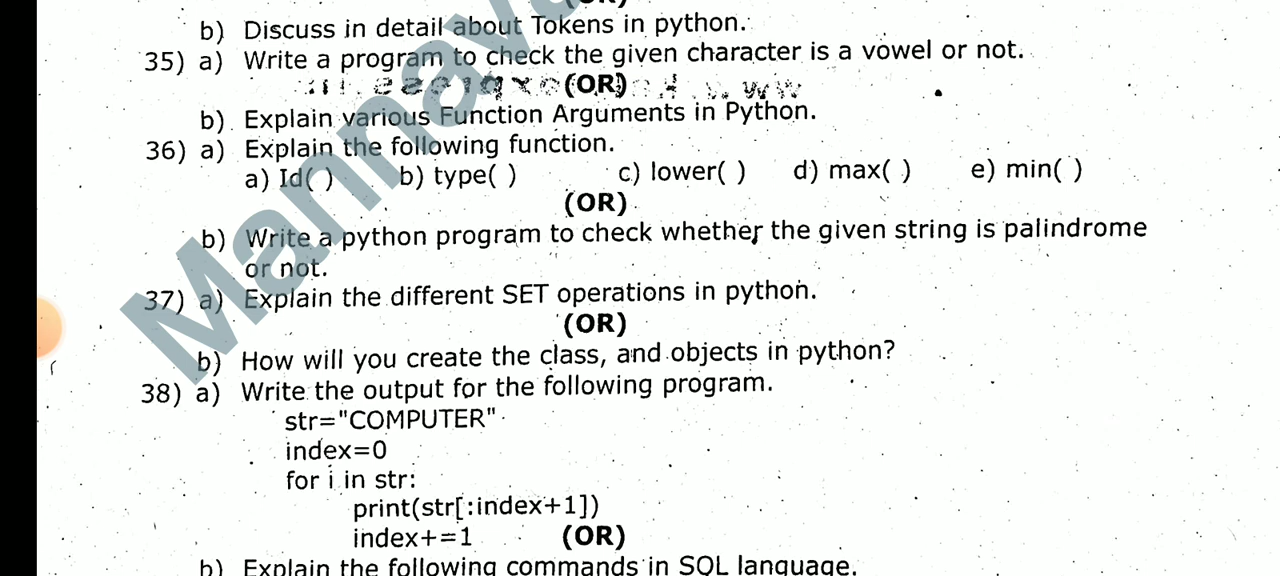 (OR)
b) Discuss in detail about Tokens in python.
35) a) Write a program to check the given character is a vowel or not.
(OR)
b) Explain various Function Arguments in Python.
36) a) Explain the following function.
a) Id( ) b) type( ) c) lower( ) d) max( ) e) min( )
(OR)
b) Write a python program to check whether the given string is palindrome
or not.
37) a) Explain the different SET operations in python.
(OR)
b) How will you create the class, and objects in python?
38) a) Write the output for the following program.
str="COMPUTER"
index=0
for i in str:
print(str[:index+1])
index+=1 (OR)
b) Explain the following commands in SQL language.